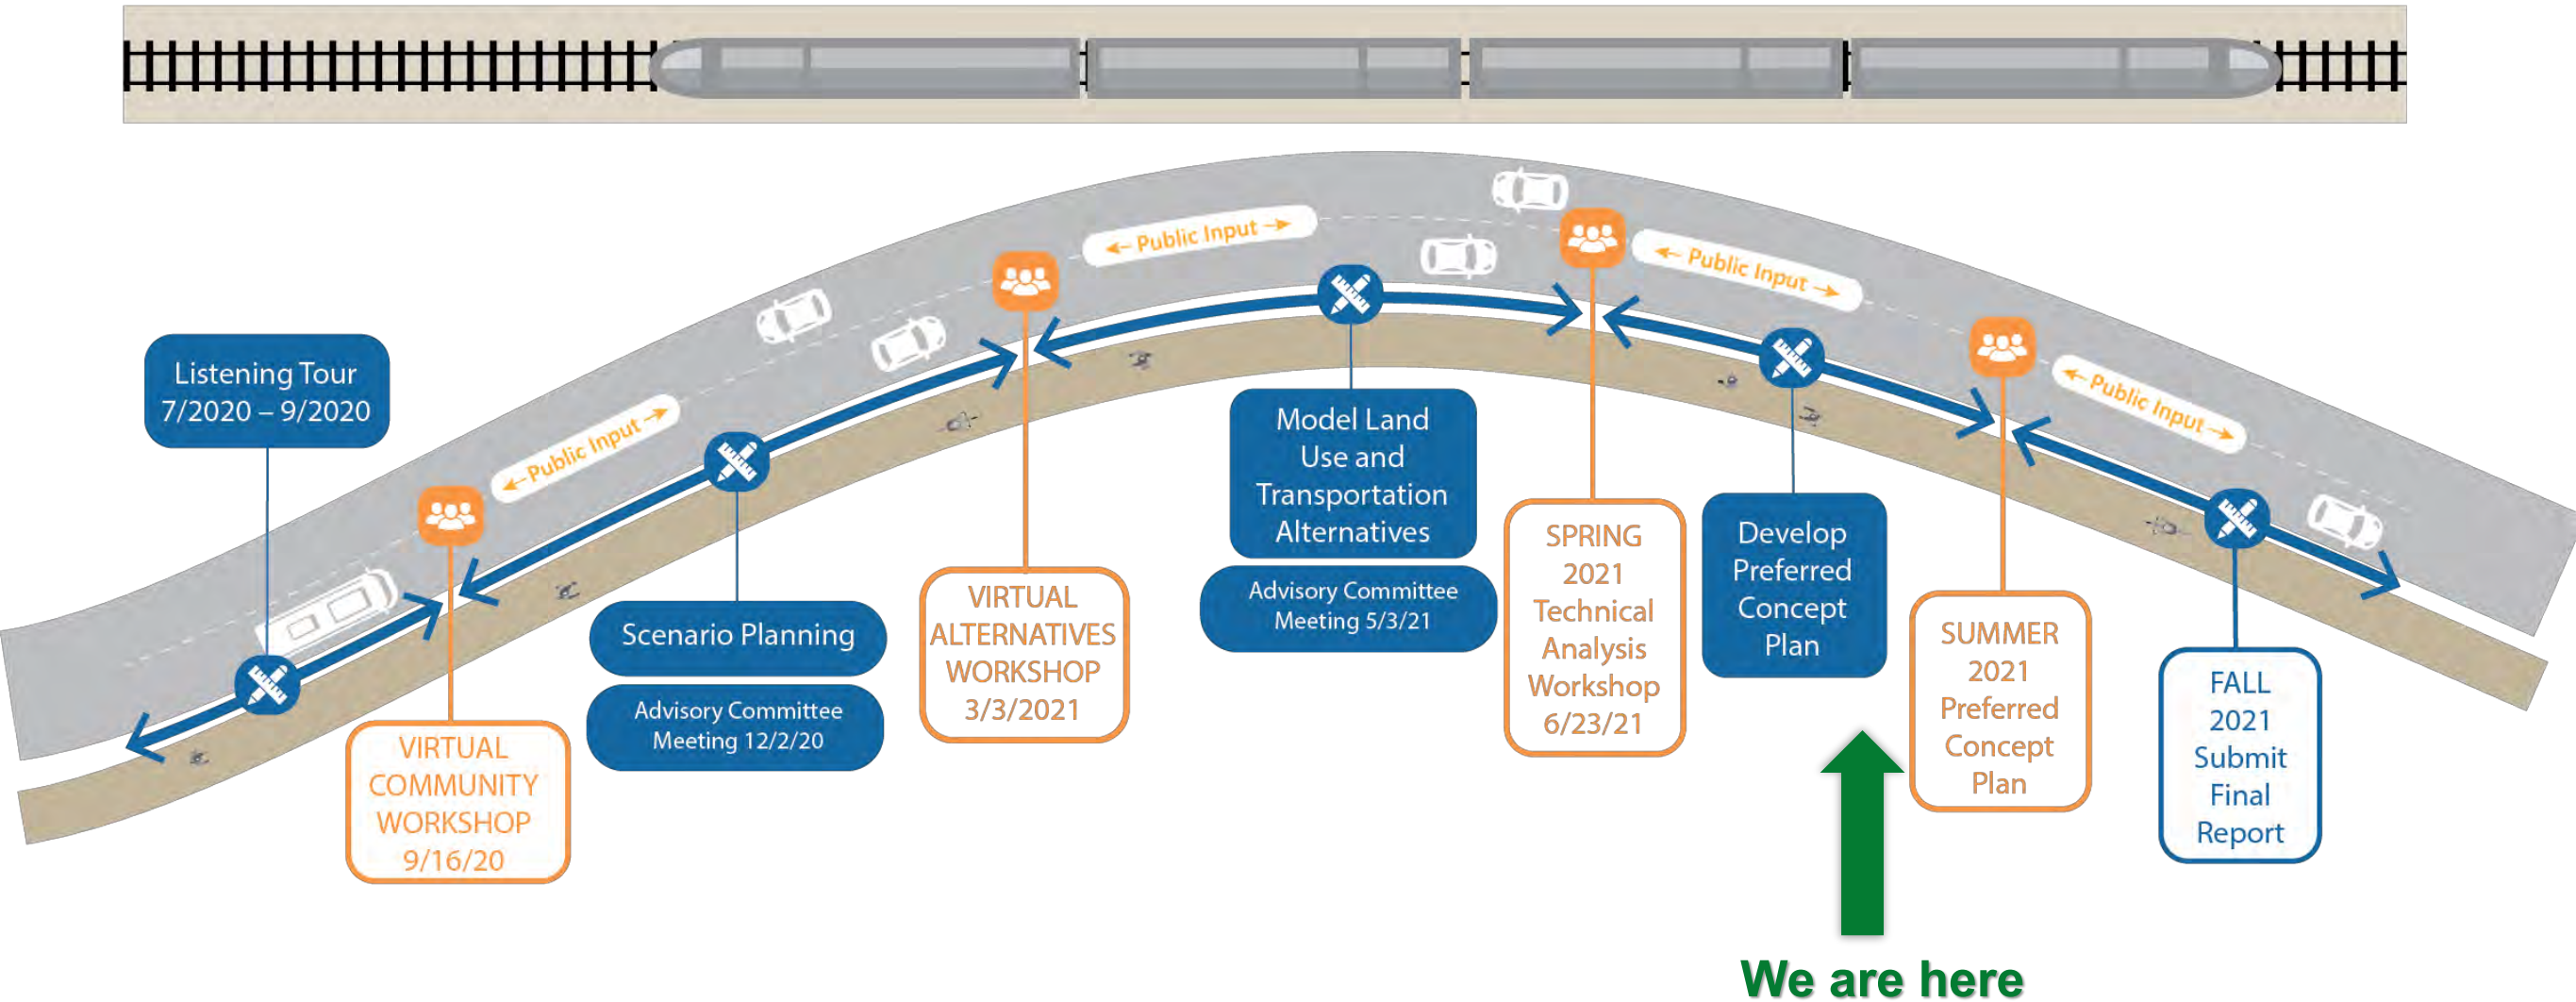 Listening Tour
7/2020 – 9/2020
VIRTUAL
COMMUNITY
WORKSHOP
9/16/20
←Public Input→
Scenario Planning
Advisory Committee
Meeting 12/2/20
VIRTUAL
ALTERNATIVES
WORKSHOP
3/3/2021
←Public Input→
Model Land
Use and
Transportation
Alternatives
Advisory Committee
Meeting 5/3/21
SPRING
2021
Technical
Analysis
Workshop
6/23/21
←Public Input→
Develop
Preferred
Concept
Plan
SUMMER
2021
Preferred
Concept
Plan
←Public Input→
FALL
2021
Submit
Final
Report
We are here